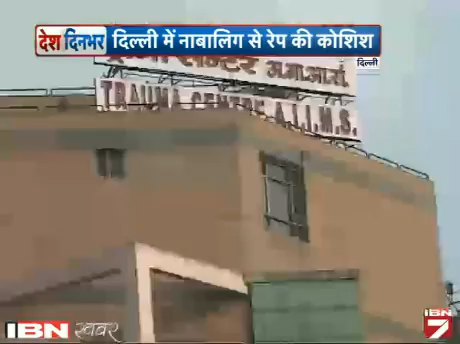 देश दिनभर
दिल्ली में नाबालिग से रेप की कोशिश
दिल्ली
TRAUMA CENTRE A.I.I.M.S.
IBN ख़बर
IBN
7